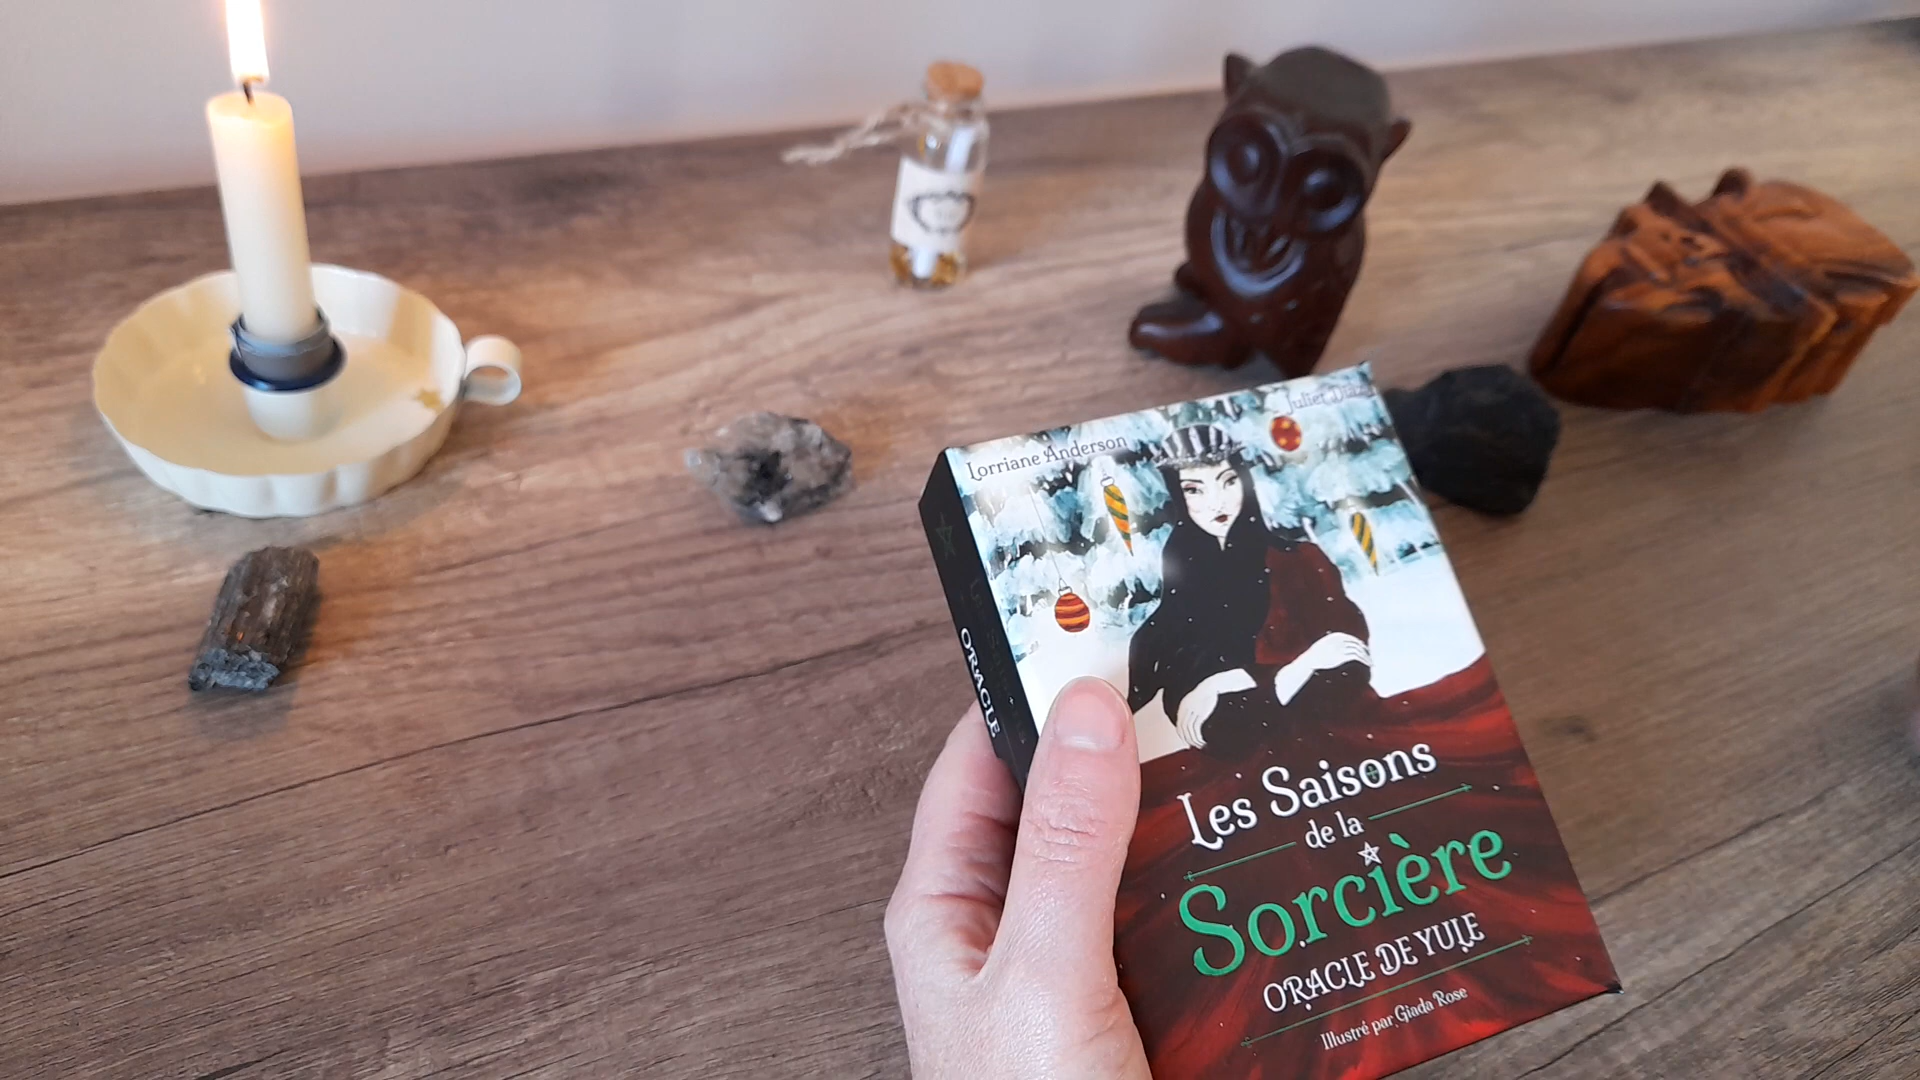 Lorriane Anderson
Juliet Diaz
Les Saisons
de la
Sorcière
ORACLE DE YULE
Illustré par Giada Rose
ORACLE